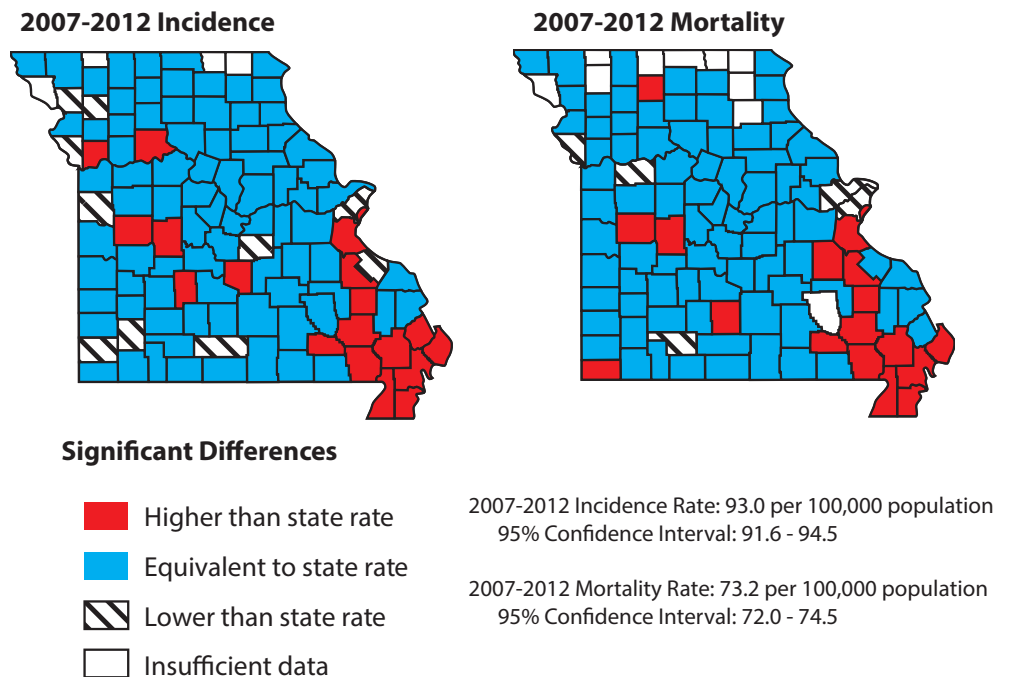 2007-2012 Incidence
2007-2012 Mortality
Significant Differences
Higher than state rate
Equivalent to state rate
Lower than state rate
Insufficient data
2007-2012 Incidence Rate: 93.0 per 100,000 population
95% Confidence Interval: 91.6 - 94.5
2007-2012 Mortality Rate: 73.2 per 100,000 population
95% Confidence Interval: 72.0 - 74.5